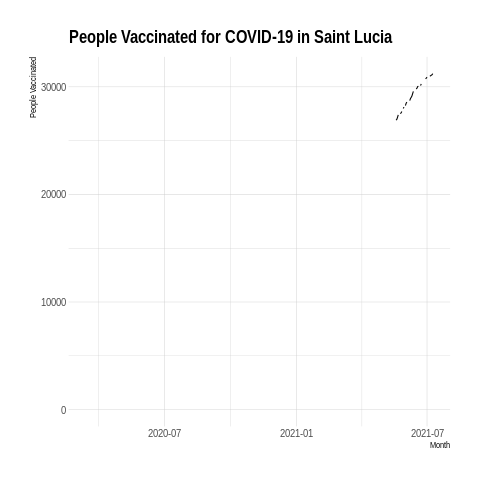 People Vaccinated for COVID-19 in Saint Lucia
People Vaccinated
30000
20000
10000
0
2020-07
2021-01
2021-07
Month